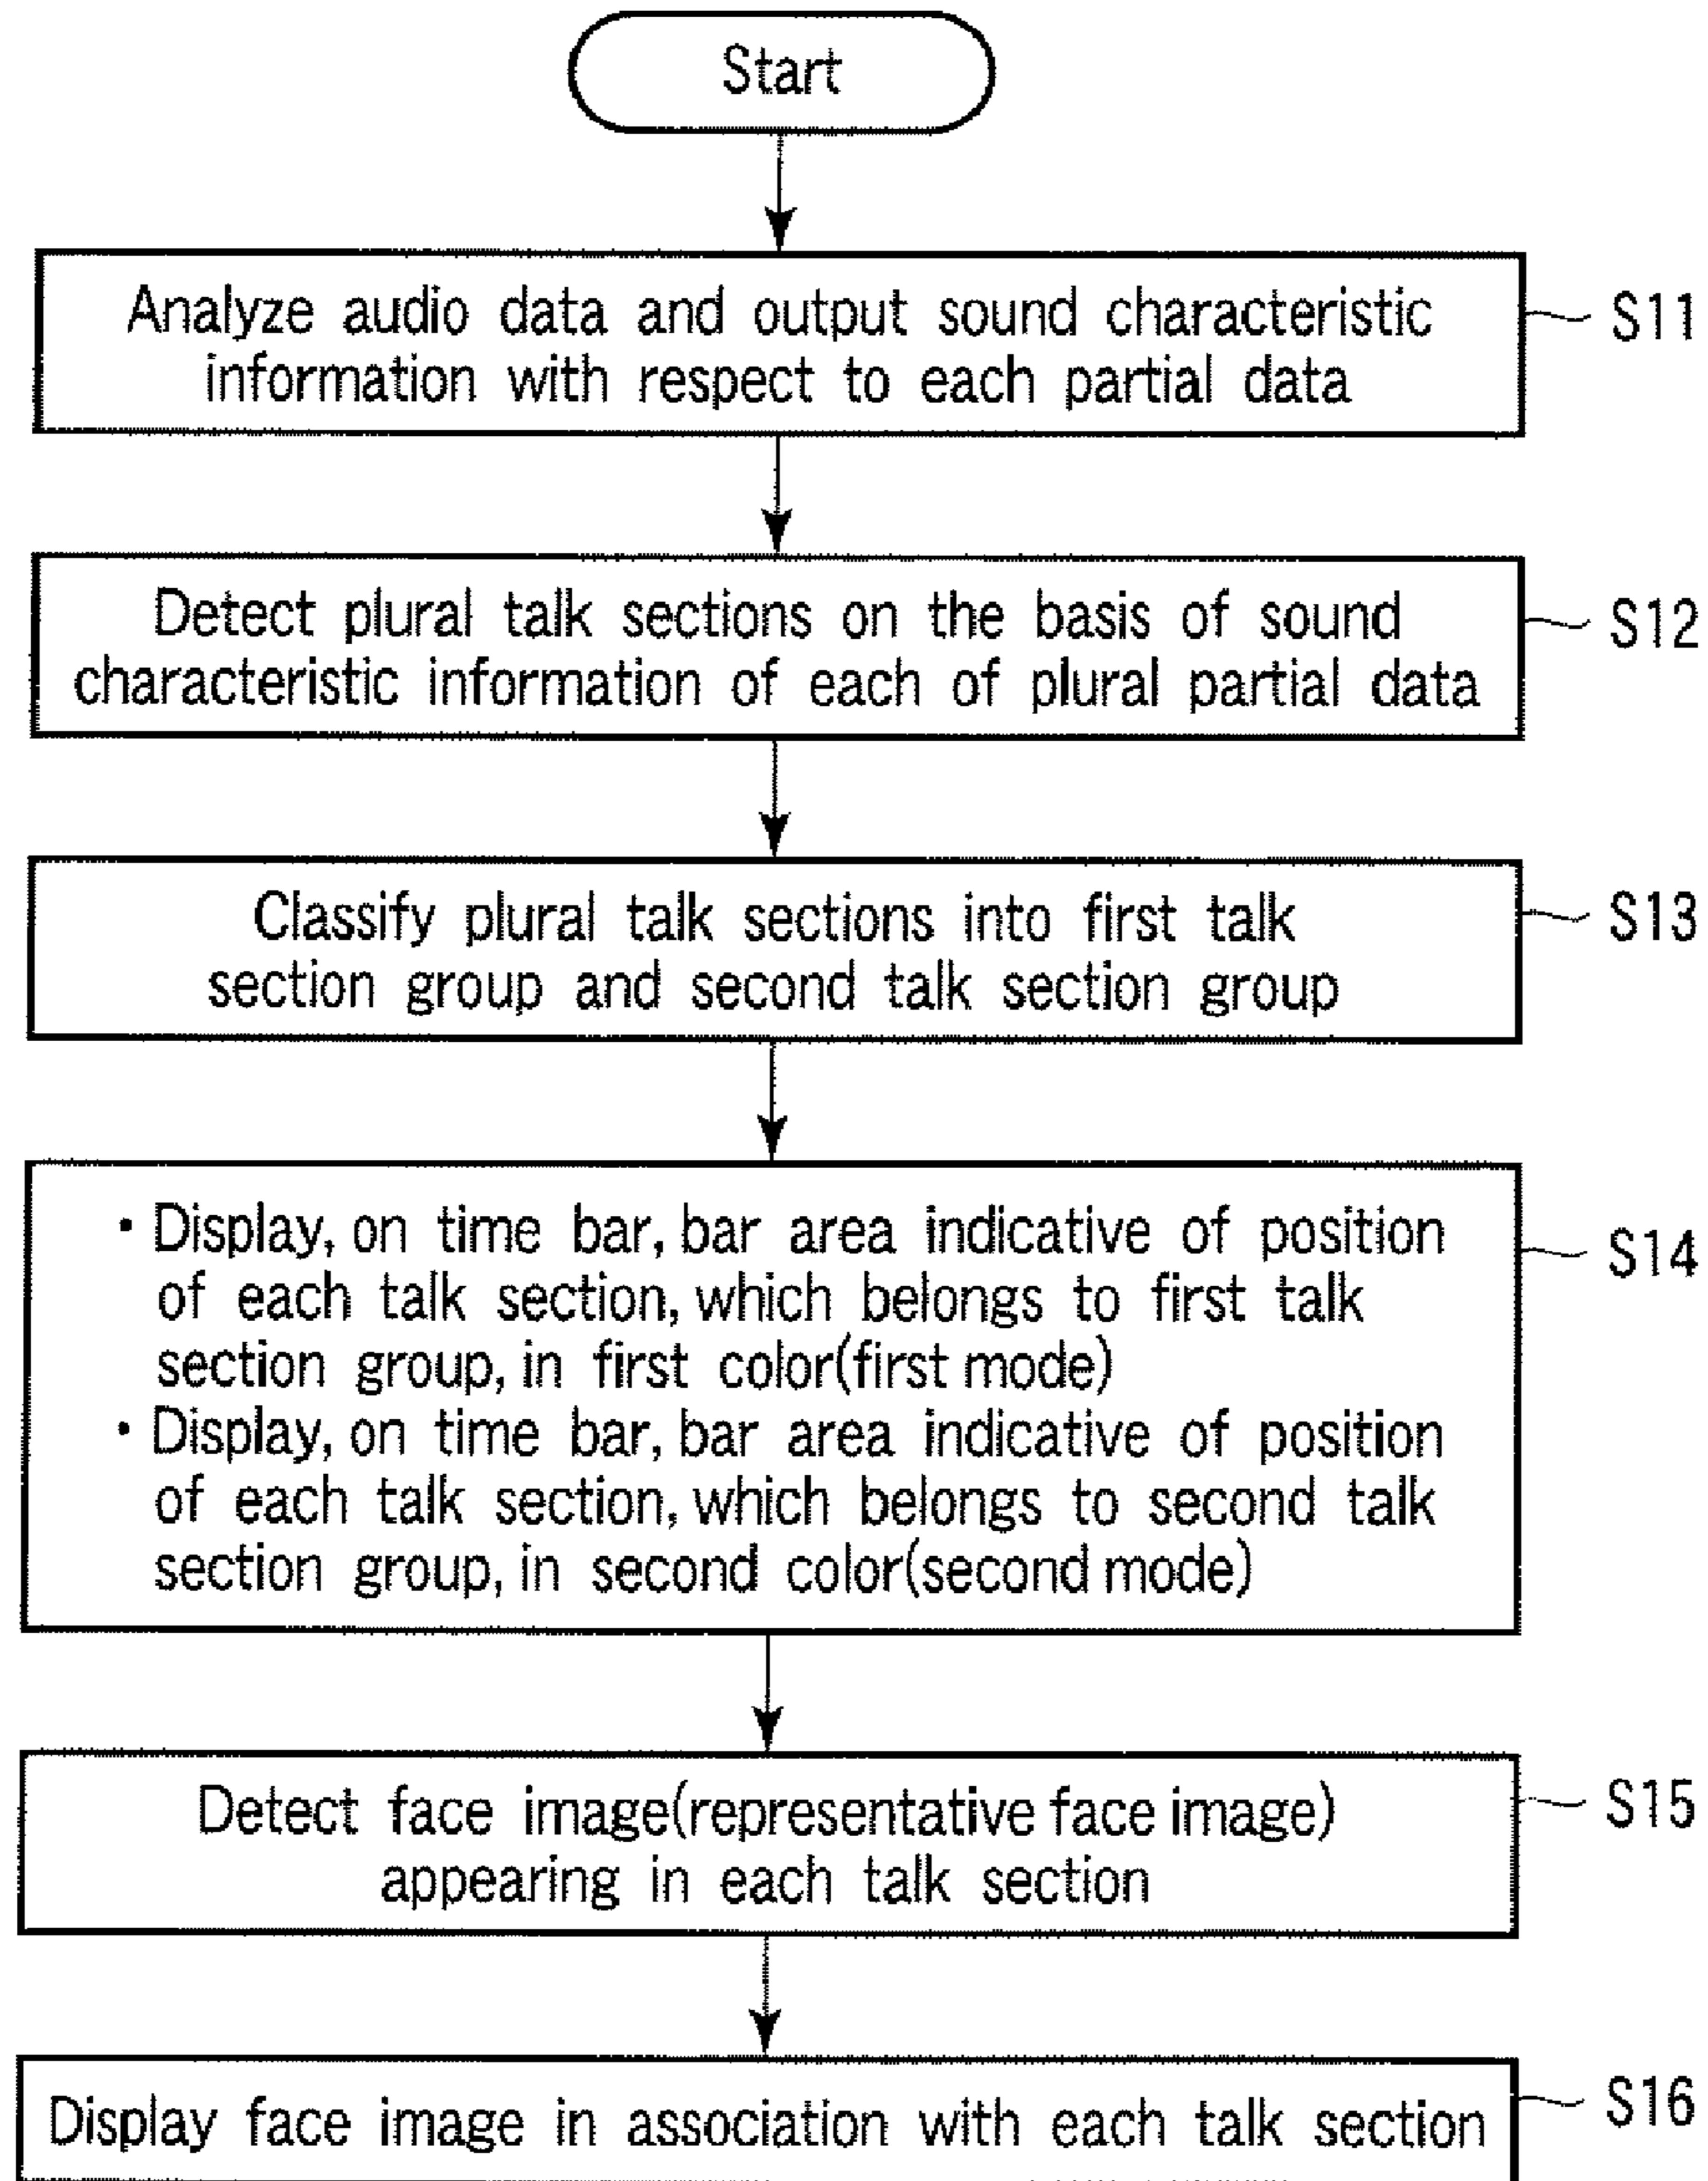 Start
Analyze audio data and output sound characteristic
information with respect to each partial data
S11
Detect plural talk sections on the basis of sound
characteristic information of each of plural partial data
S12
Classify plural talk sections into first talk
section group and second talk section group
S13
・Display, on time bar, bar area indicative of position
of each talk section, which belongs to first talk
section group, in first color(first mode)
・Display, on time bar, bar area indicative of position
of each talk section, which belongs to second talk
section group, in second color(second mode)
S14
Detect face image(representative face image)
appearing in each talk section
S15
Display face image in association with each talk section
S16